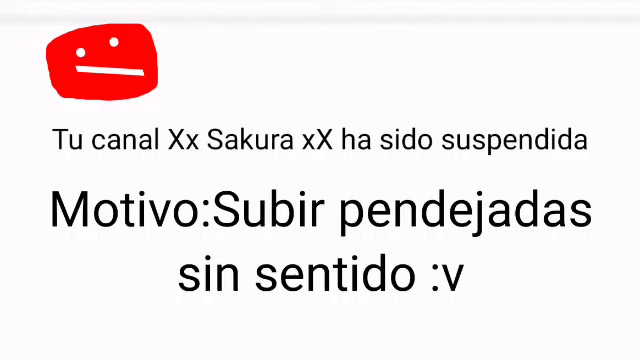 Tu canal Xx Sakura xX ha sido suspendida
Motivo:Subir pendejadas
sin sentido :v